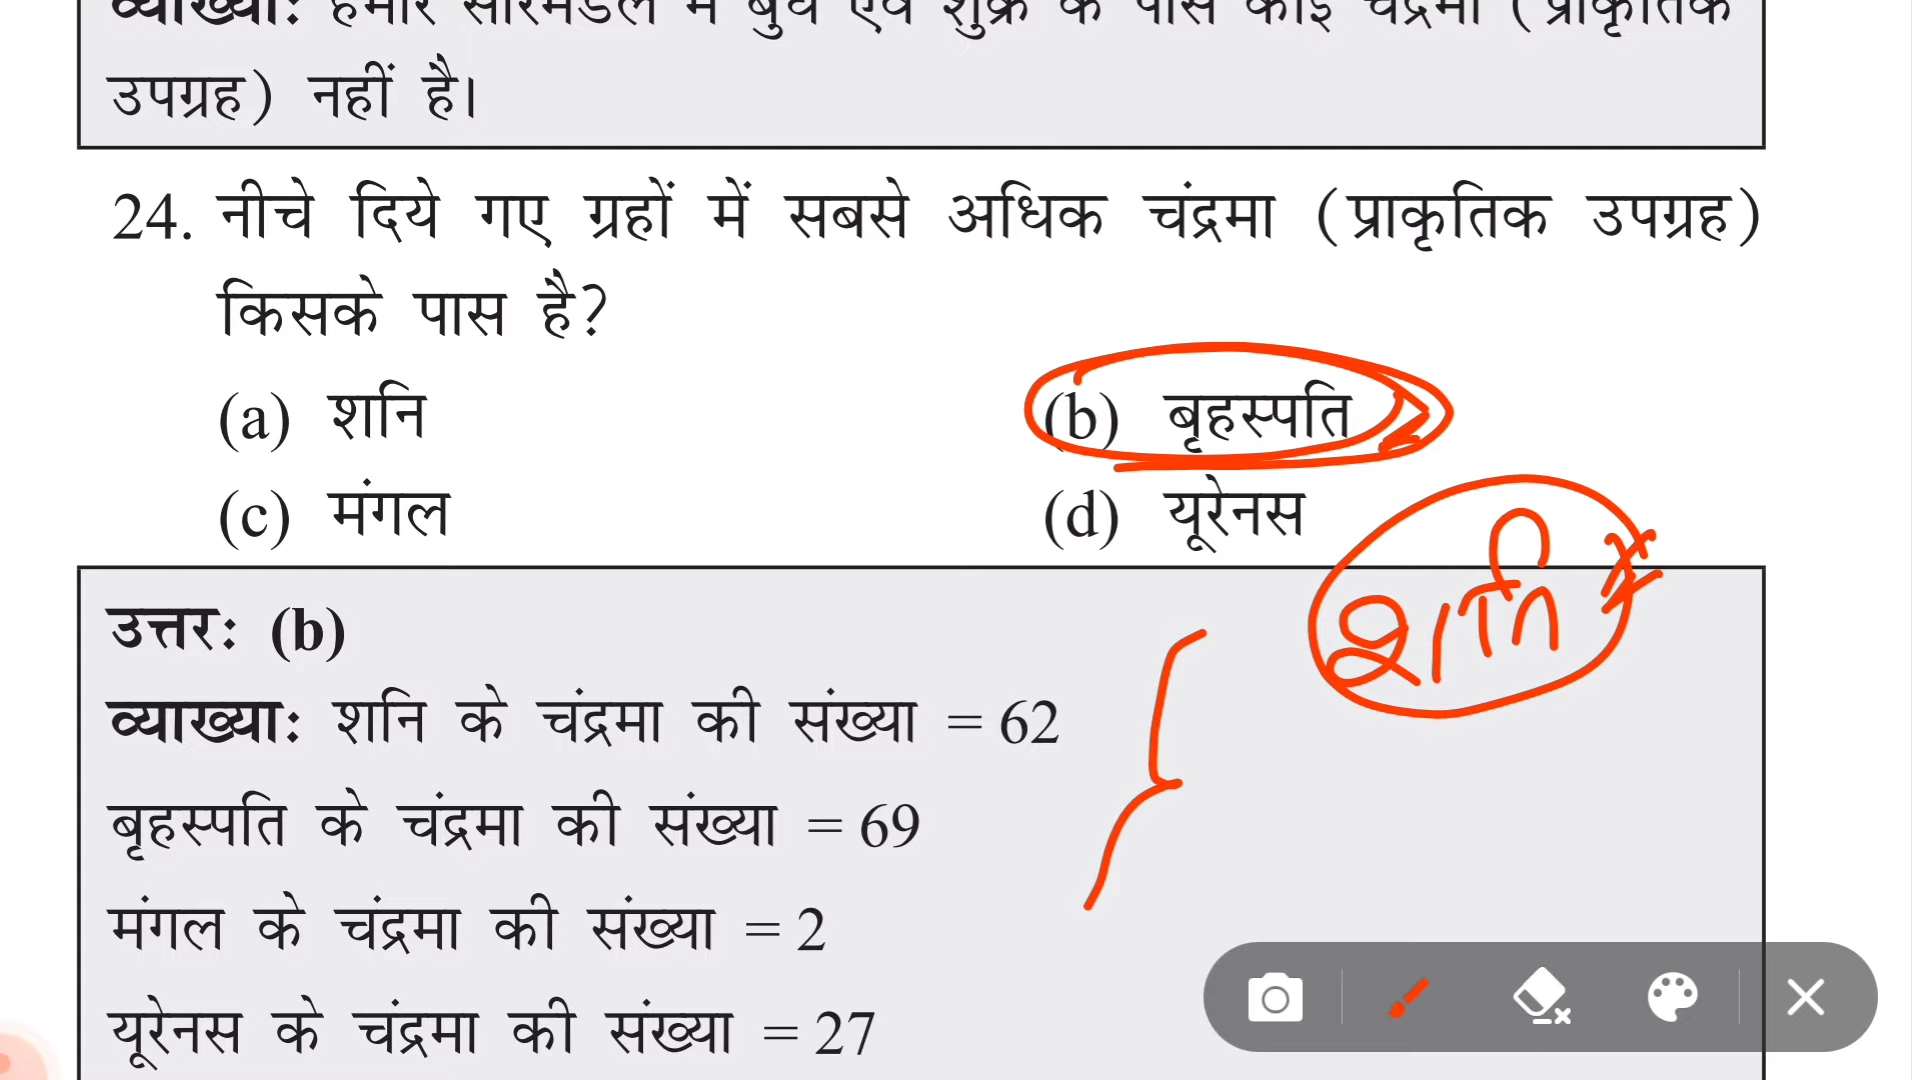 व्याख्याः हमारे सौरमंडल में बुध एवं शुक्र के पास कोई चंद्रमा (प्राकृतिक
उपग्रह) नहीं है।
24. नीचे दिये गए ग्रहों में सबसे अधिक चंद्रमा (प्राकृतिक उपग्रह)
किसके पास है?
(a) शनि (b) बृहस्पति
(c) मंगल (d) यूरेनस
शनि
उत्तरः (b)
व्याख्याः शनि के चंद्रमा की संख्या = 62
बृहस्पति के चंद्रमा की संख्या = 69
मंगल के चंद्रमा की संख्या = 2
यूरेनस के चंद्रमा की संख्या = 27